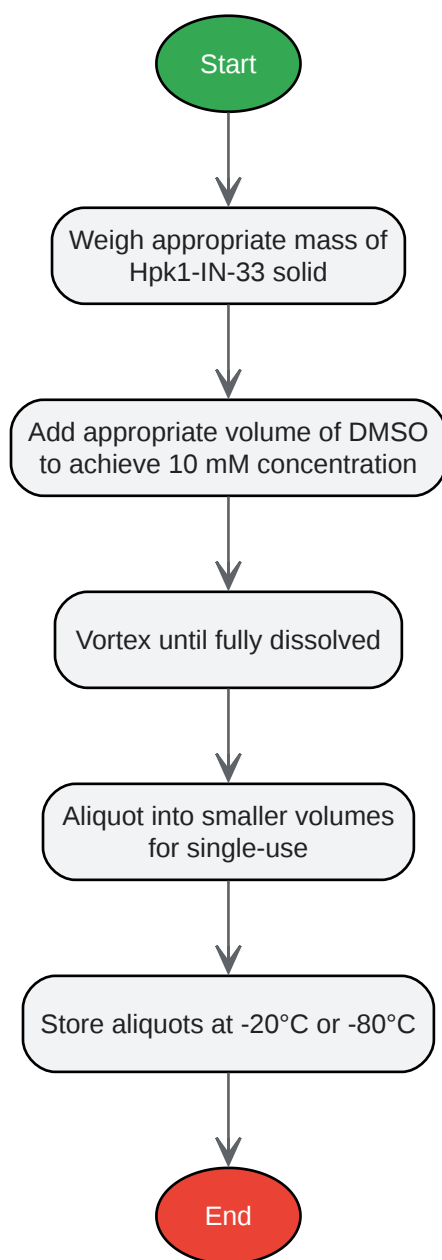 Start
Weigh appropriate mass of
Hpk1-IN-33 solid
Add appropriate volume of DMSO
to achieve 10 mM concentration
Vortex until fully dissolved
Aliquot into smaller volumes
for single-use
Store aliquots at -20°C or -80°C
End